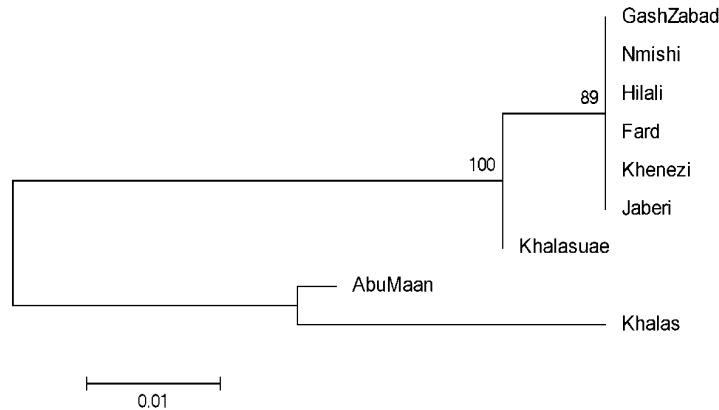 GashZabad
Nmishi
89
Hilali
Fard
100
Khenezi
Jaberi
Khalasuae
AbuMaan
Khalas
0.01